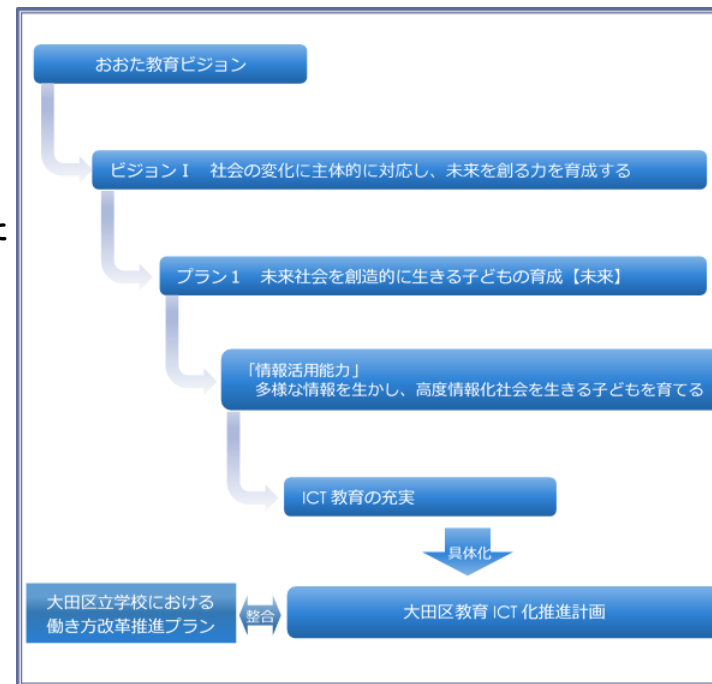 おおた教育ビジョン
ビジョンⅠ　社会の変化に主体的に対応し、未来を創る力を育成する
に
プラン１　未来社会を創造的に生きる子どもの育成【未来】
「情報活用能力」
多様な情報を生かし、高度情報化社会を生きる子どもを育てる
ICT 教育の充実
具体化
大田区立学校における
働き方改革推進プラン
整合
大田区教育 ICT 化推進計画